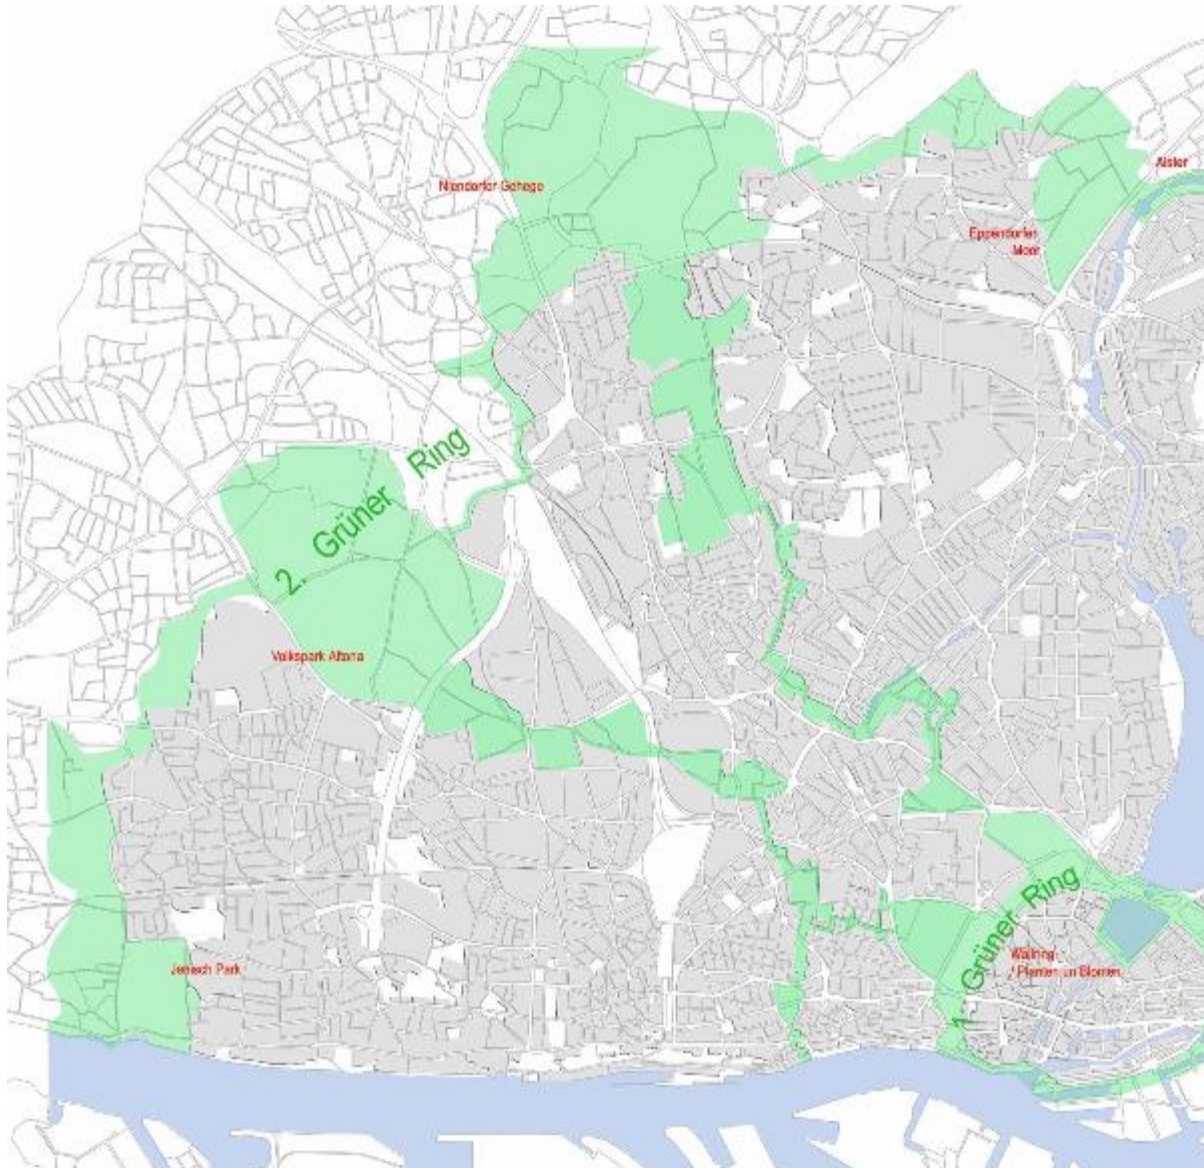 Alster
Niendorfer Gehege
Eppendorfer
Moor
2. Grüner Ring
Volkspark Altona
1. Grüner Ring
Wallring
/ Planten un Blomen
Jenisch Park